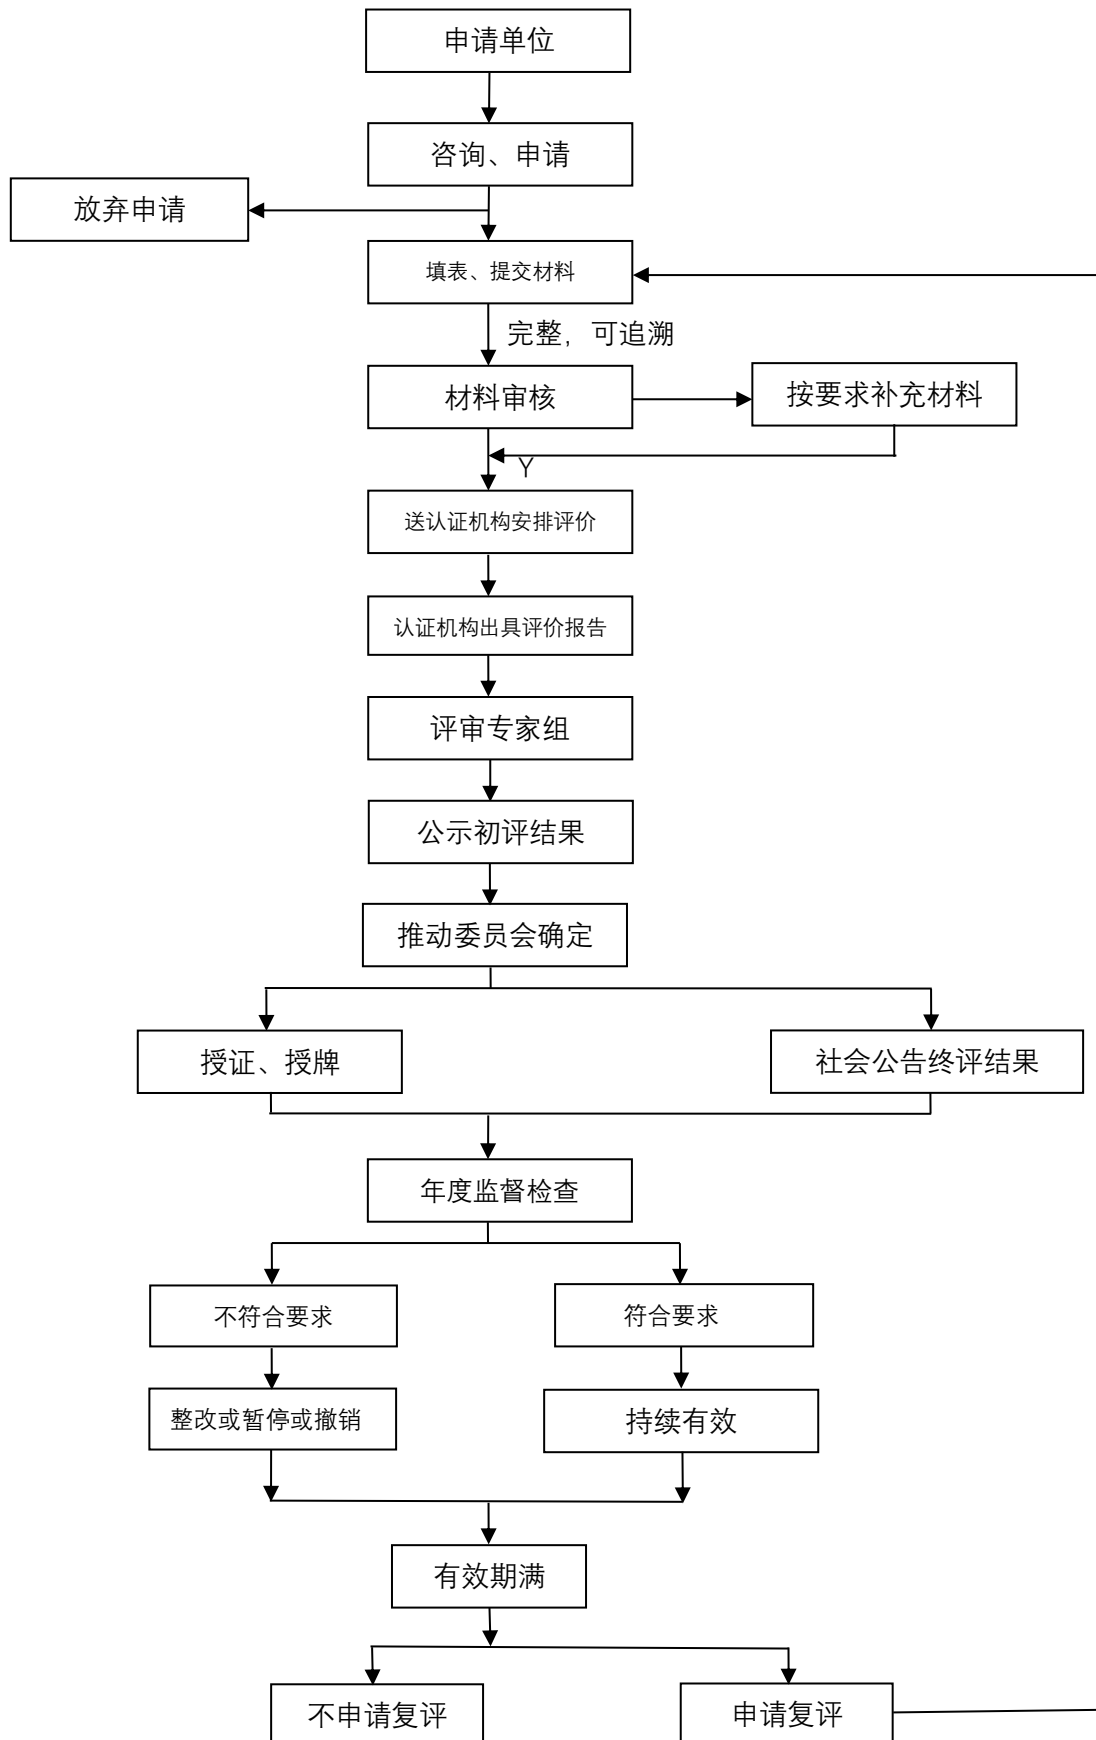 申请单位
咨询、申请
放弃申请
填表、提交材料
完整，可追溯
材料审核
按要求补充材料
Y
送认证机构安排评价
认证机构出具评价报告
评审专家组
公示初评结果
推动委员会确定
授证、授牌
社会公告终评结果
年度监督检查
不符合要求
符合要求
整改或暂停或撤销
持续有效
有效期满
不申请复评
申请复评